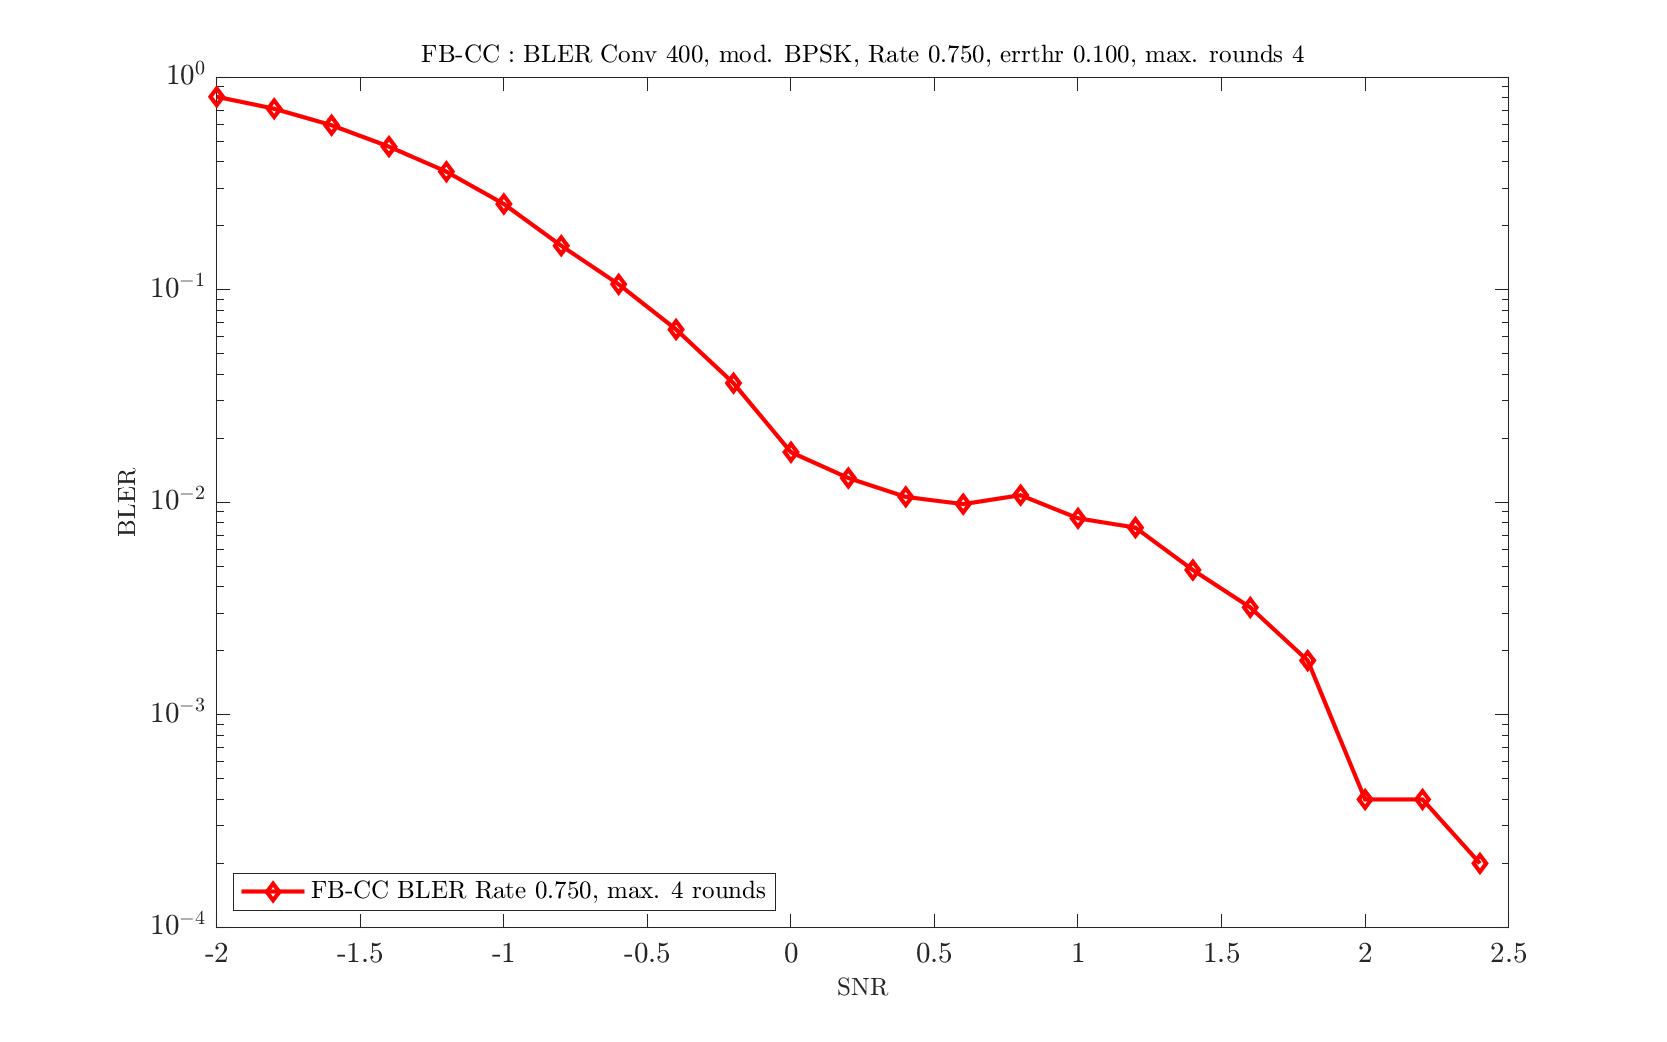 FB-CC : BLER Conv 400, mod. BPSK, Rate 0.750, errthr 0.100, max. rounds 4
10⁰
10⁻¹
10⁻²
10⁻³
10⁻⁴
BLER
FB-CC BLER Rate 0.750, max. 4 rounds
-2 -1.5 -1 -0.5 0 0.5 1 1.5 2 2.5
SNR